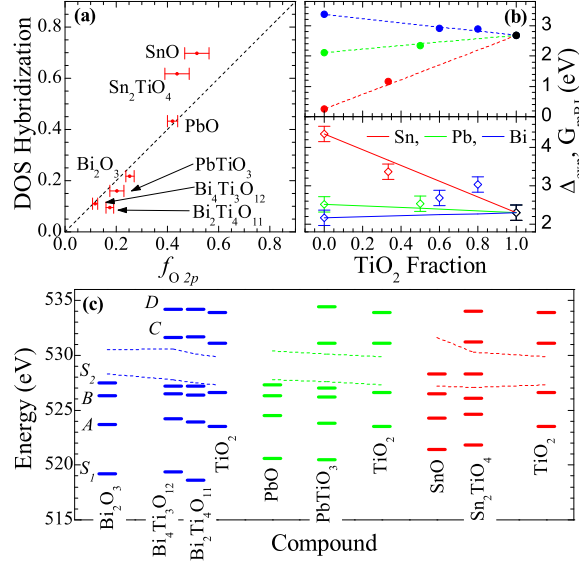 (a)
DOS Hybridization
0.8
0.6
0.4
0.2
0.0
SnO
Sn2TiO4
PbO
Bi2O3
PbTiO3
Bi4Ti3O12
Bi2Ti4O11
0.0 0.2 0.4 0.6 0.8
fO 2p
(b)
3
2
1
0
4
3
2
Sn, Pb, Bi
(eV)
(eV)
0.0 0.2 0.4 0.6 0.8 1.0
TiO2 Fraction
(c)
Energy (eV)
535
530
525
520
515
D
C
S2
B
A
S1
Bi2O3
Bi4Ti3O12
Bi2Ti4O11
TiO2
PbO
PbTiO3
TiO2
SnO
Sn2TiO4
TiO2
Compound